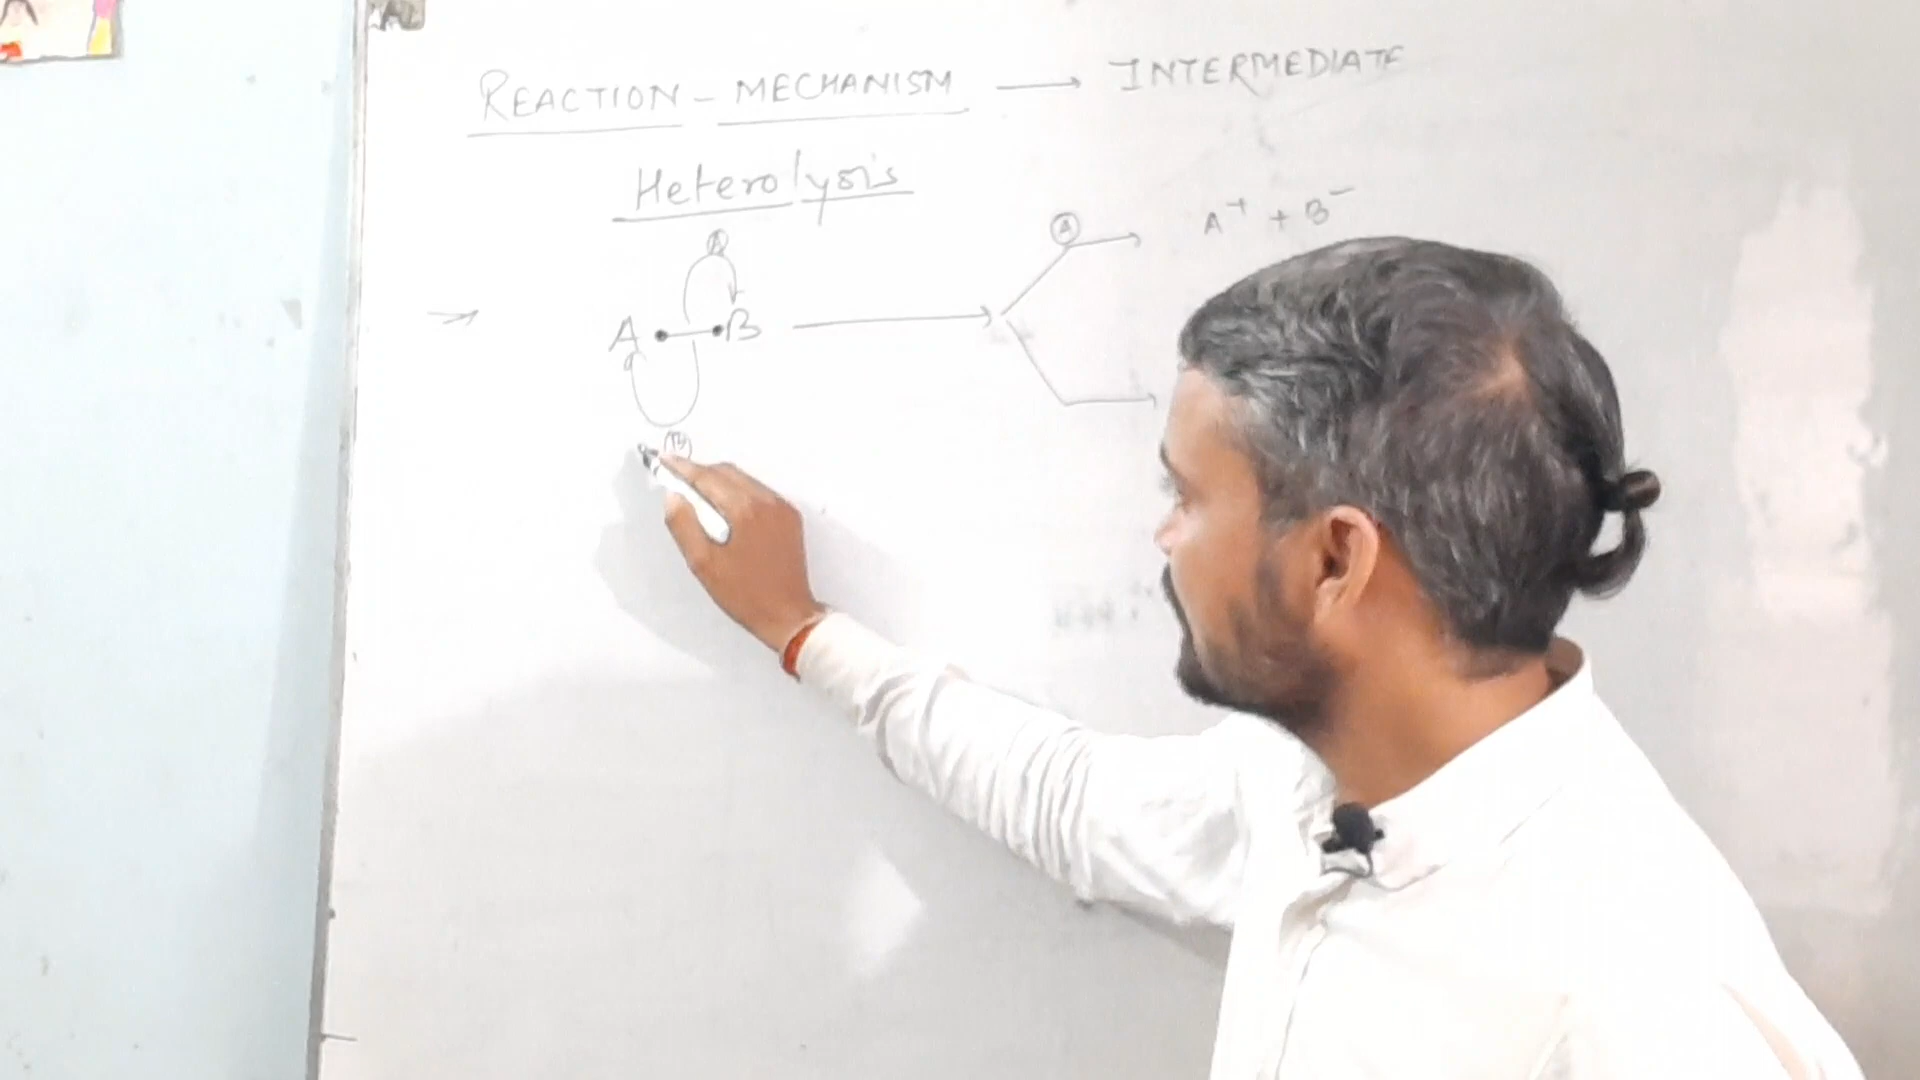 REACTION - MECHANISM → INTERMEDIATE
Heterolysis
A
A A⁺ + B⁻
A B
B